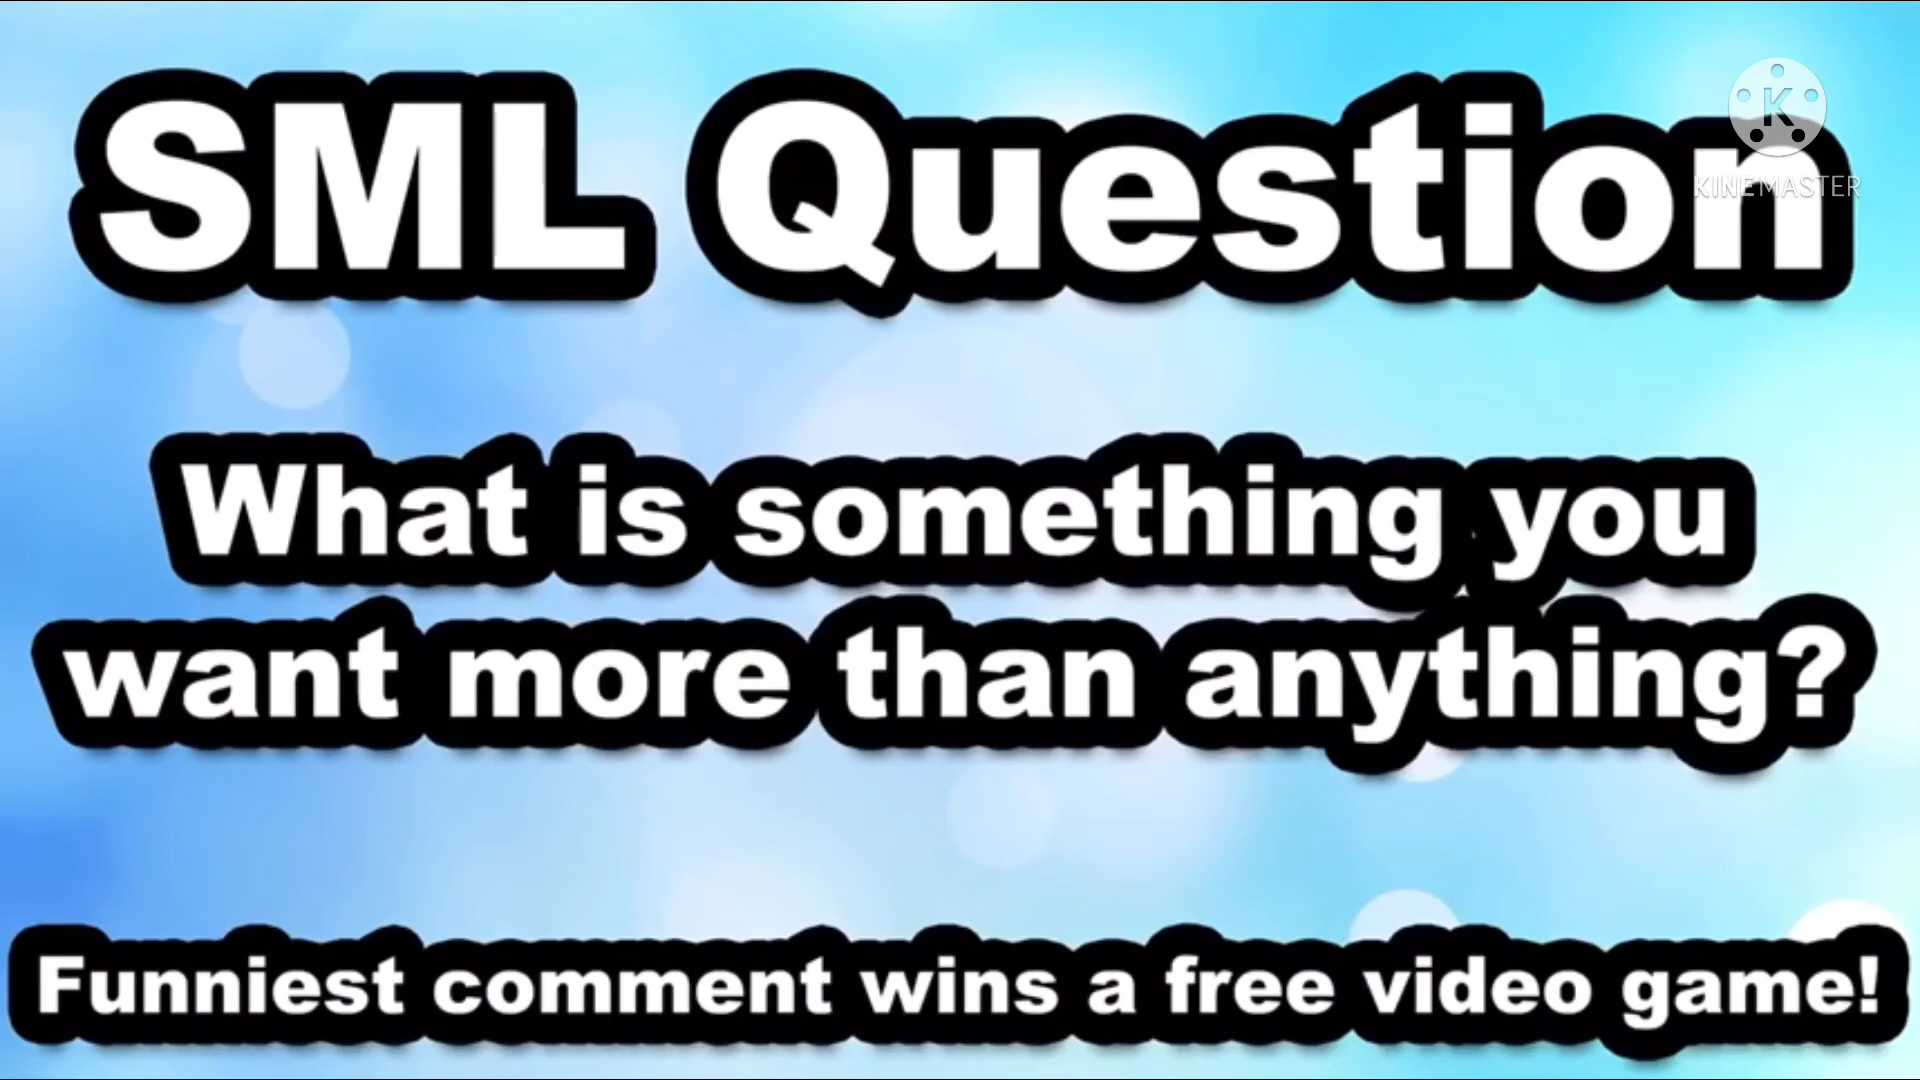 SML Question
K
KINEMASTER
What is something you
want more than anything?
Funniest comment wins a free video game!